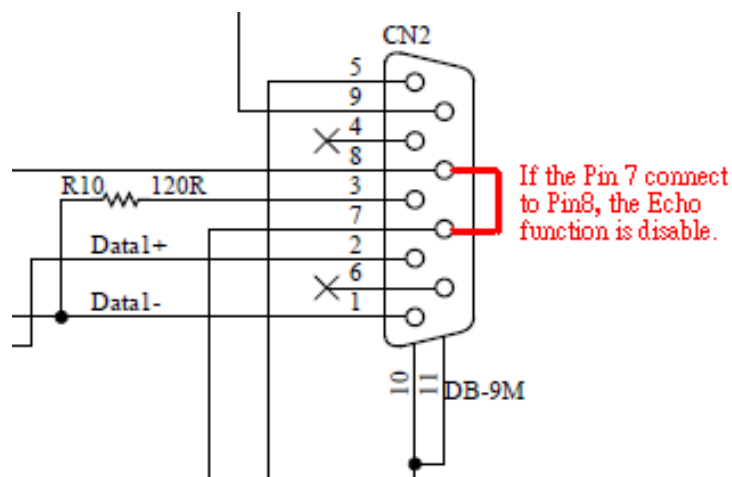 CN2
5
9
4
8
R10 120R 3
7
Data1+ 2
6
Data1- 1
If the Pin 7 connect
to Pin8, the Echo
function is disable.
10
11
DB-9M